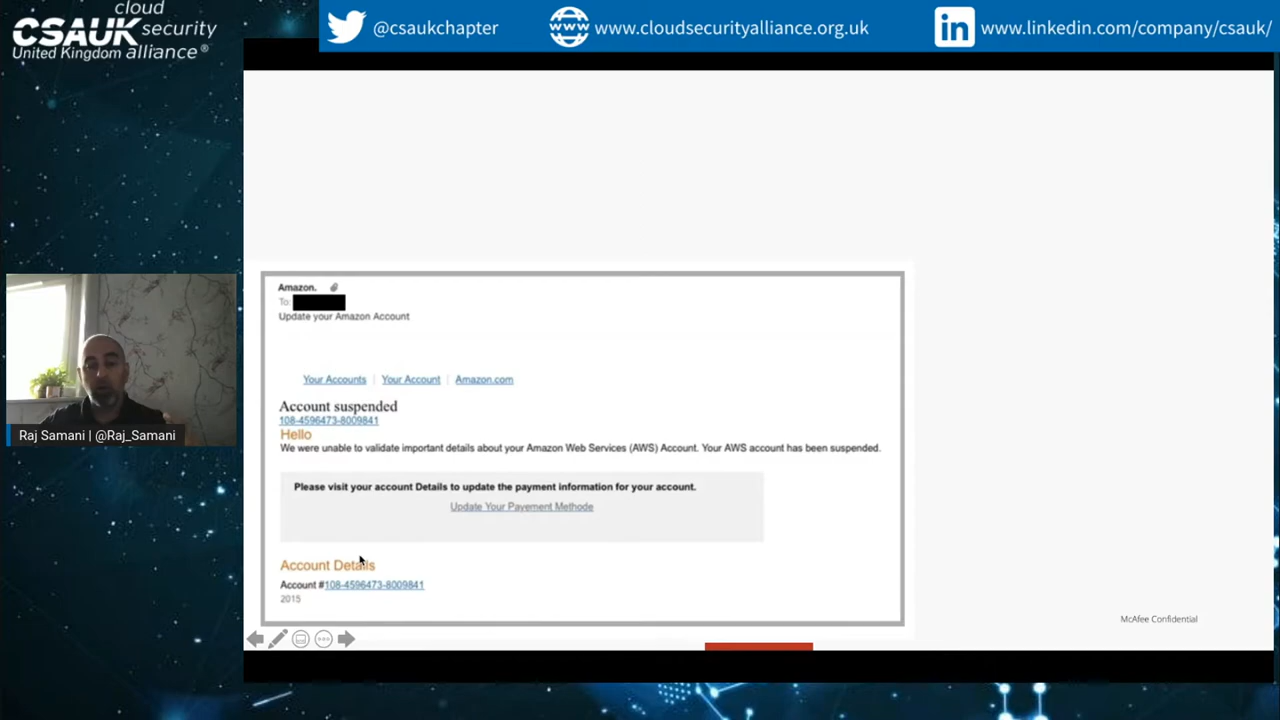 cloud
CSAUK security
United Kingdom alliance®
@csaukchapter
www.cloudsecurityalliance.org.uk
in www.linkedin.com/company/csauk/
Amazon.
To:
Update your Amazon Account
Your Accounts | Your Account | Amazon.com
Account suspended
108-4596473-8009841
Hello
We were unable to validate important details about your Amazon Web Services (AWS) Account. Your AWS account has been suspended.
Please visit your account Details to update the payment information for your account.
Update Your Payement Methode
Account Details
Account #108-4596473-8009841
2015
Raj Samani | @Raj_Samani
McAfee Confidential